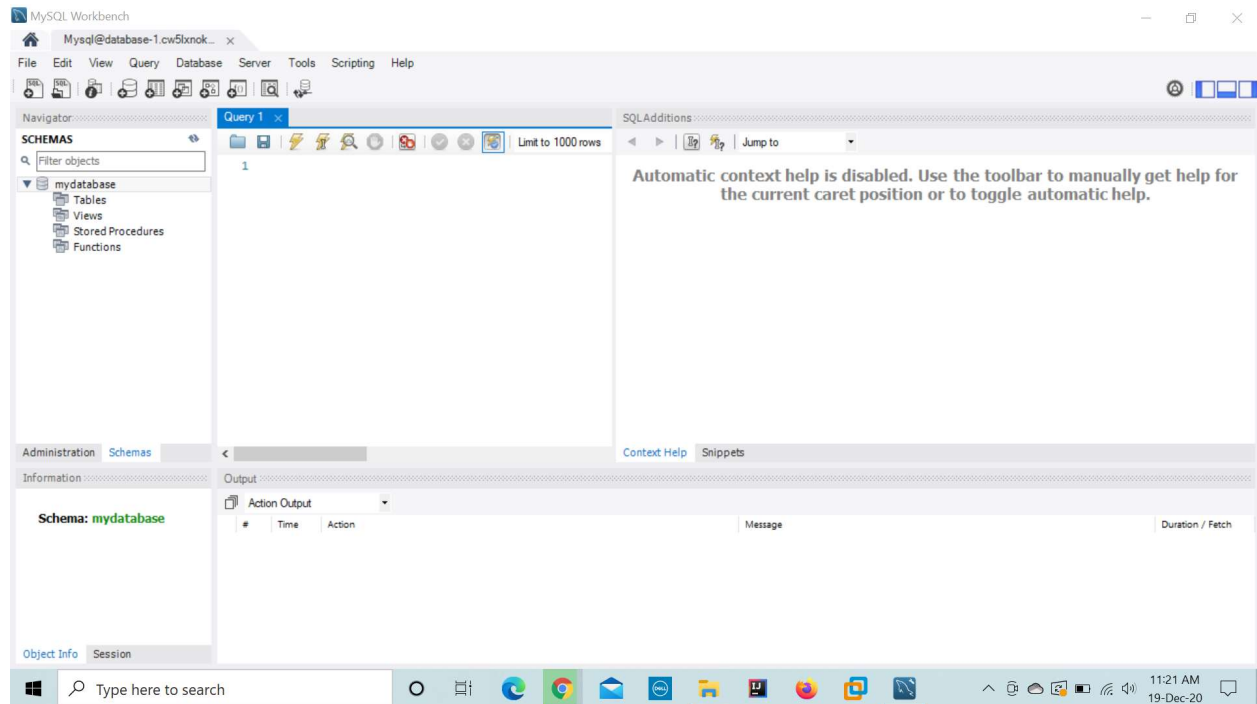 MySQL Workbench
Mysql@database-1.cw5lxnok...
File Edit View Query Database Server Tools Scripting Help
Navigator
Query 1
SQLAdditions
SCHEMAS
Limit to 1000 rows
Jump to
Filter objects
1
mydatabase
Tables
Views
Stored Procedures
Functions
Automatic context help is disabled. Use the toolbar to manually get help for
the current caret position or to toggle automatic help.
Administration Schemas
Context Help Snippets
Information
Output
Action Output
Schema: mydatabase
# Time Action Message Duration / Fetch
Object Info Session
Type here to search
11:21 AM
19-Dec-20